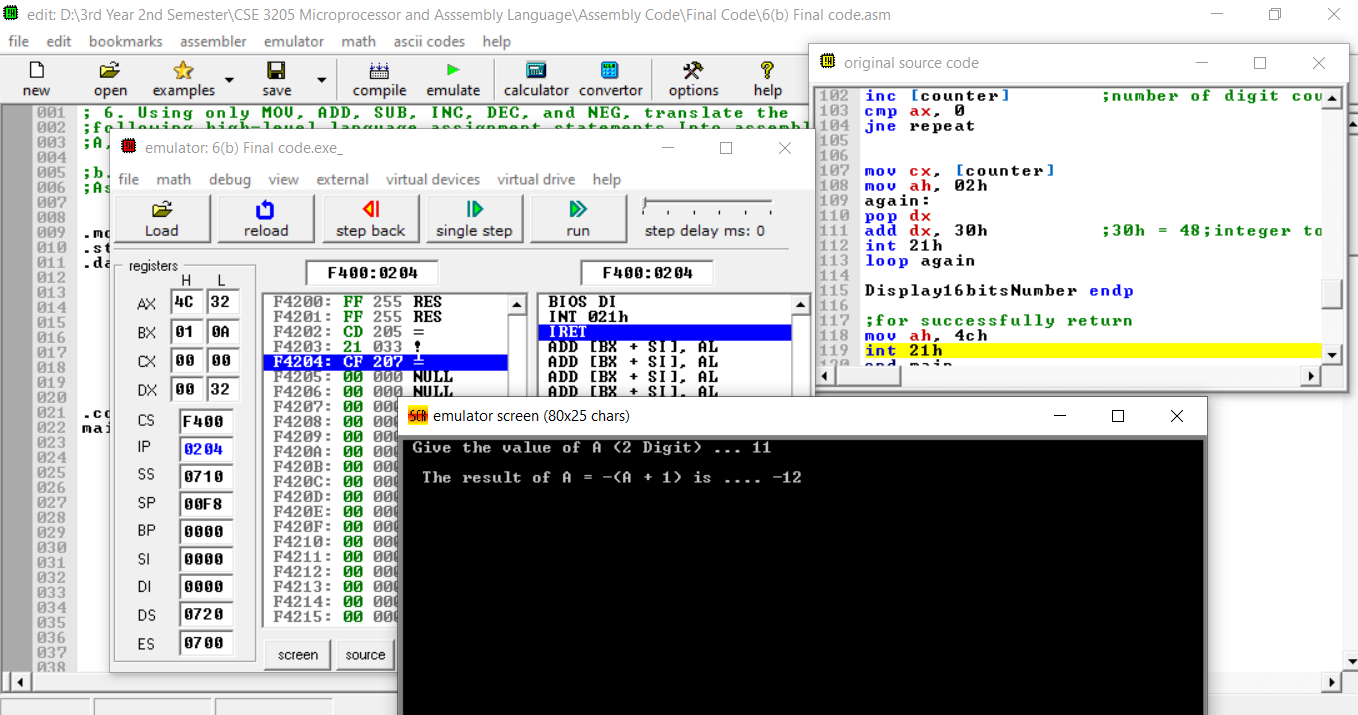 edit: D:\3rd Year 2nd Semester\CSE 3205 Microprocessor and Asssembly Language\Assembly Code\Final Code\6(b) Final code.asm
file edit bookmarks assembler emulator math ascii codes help
new open examples save compile emulate calculator convertor options help
001 ; 6. Using only MOV, ADD, SUB, INC, DEC, and NEG, translate the
002 ;following high-level language assignment statements Into assembl
003 ;A,
004
005 ;b.
006 ;As
007
008
009 .mo
010 .st
011 .da
012
013
014
015
016
017
018
019
020
021 .co
022 mai
023
024
025
026
027
028
029
030
031
032
033
034
035
036
037
038
original source code
102 inc [counter] ;number of digit cou
103 cmp ax, 0
104 jne repeat
105
106
107 mov cx, [counter]
108 mov ah, 02h
109 again:
110 pop dx
111 add dx, 30h ;30h = 48;integer to
112 int 21h
113 loop again
114
115 Display16bitsNumber endp
116
117 ;for successfully return
118 mov ah, 4ch
119 int 21h
120 end main
emulator: 6(b) Final code.exe_
file math debug view external virtual devices virtual drive help
Load reload step back single step run step delay ms: 0
registers
H L
AX 4C 32
BX 01 0A
CX 00 00
DX 00 32
CS F400
IP 0204
SS 0710
SP 00F8
BP 0000
SI 0000
DI 0000
DS 0720
ES 0700
F400:0204 F400:0204
F4200: FF 255 RES
F4201: FF 255 RES
F4202: CD 205 =
F4203: 21 033 !
F4204: CF 207 ╧
F4205: 00 000 NULL
F4206: 00 000 NULL
F4207: 00 000
F4208: 00 000
F4209: 00 000
F420A: 00 000
F420B: 00 000
F420C: 00 000
F420D: 00 000
F420E: 00 000
F420F: 00 000
F4210: 00 000
F4211: 00 000
F4212: 00 000
F4213: 00 000
F4214: 00 000
F4215: 00 000
BIOS DI
INT 021h
IRET
ADD [BX + SI], AL
ADD [BX + SI], AL
ADD [BX + SI], AL
ADD [BX + SI], AL
screen source
emulator screen (80x25 chars)
Give the value of A (2 Digit) ... 11
The result of A = -(A + 1) is .... -12